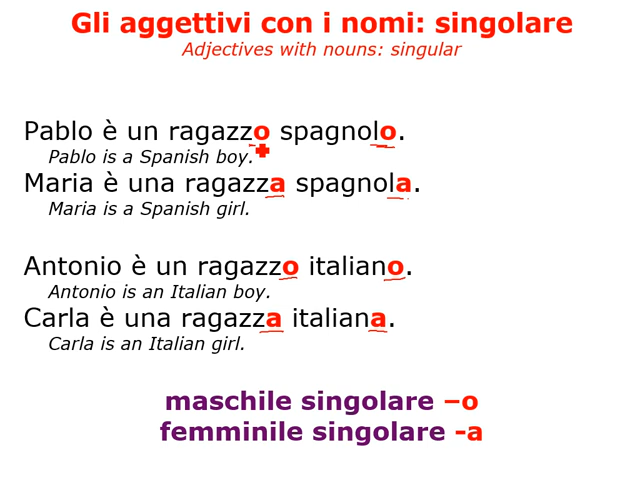 Gli aggettivi con i nomi: singolare
Adjectives with nouns: singular
Pablo è un ragazzo spagnolo.
Pablo is a Spanish boy.
Maria è una ragazza spagnola.
Maria is a Spanish girl.
Antonio è un ragazzo italiano.
Antonio is an Italian boy.
Carla è una ragazza italiana.
Carla is an Italian girl.
maschile singolare –o
femminile singolare -a